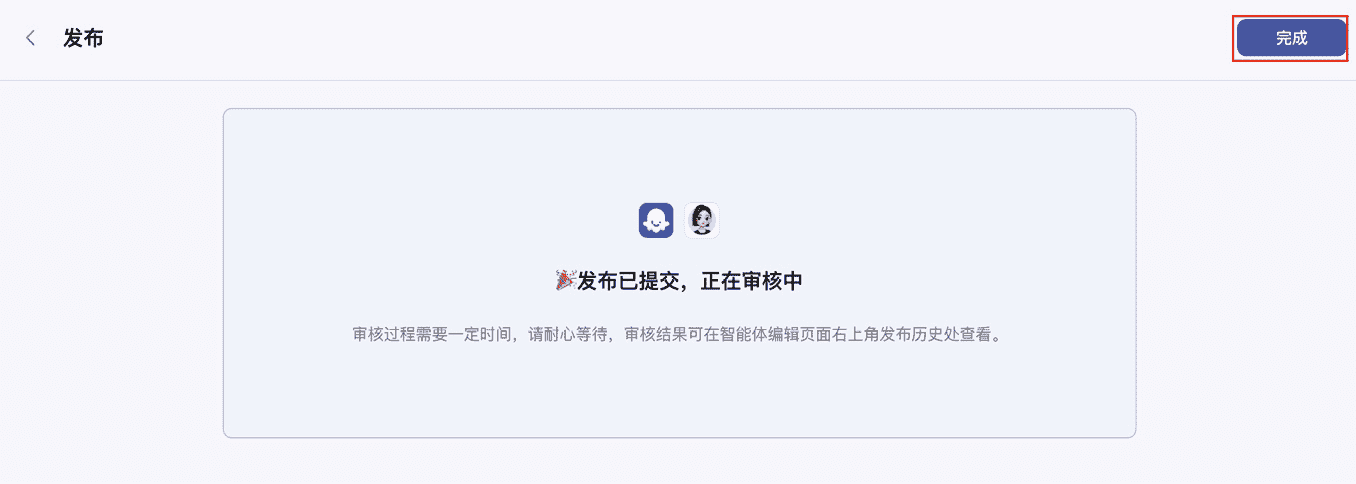 发布
完成
🎉发布已提交，正在审核中
审核过程需要一定时间，请耐心等待，审核结果可在智能体编辑页面右上角发布历史处查看。